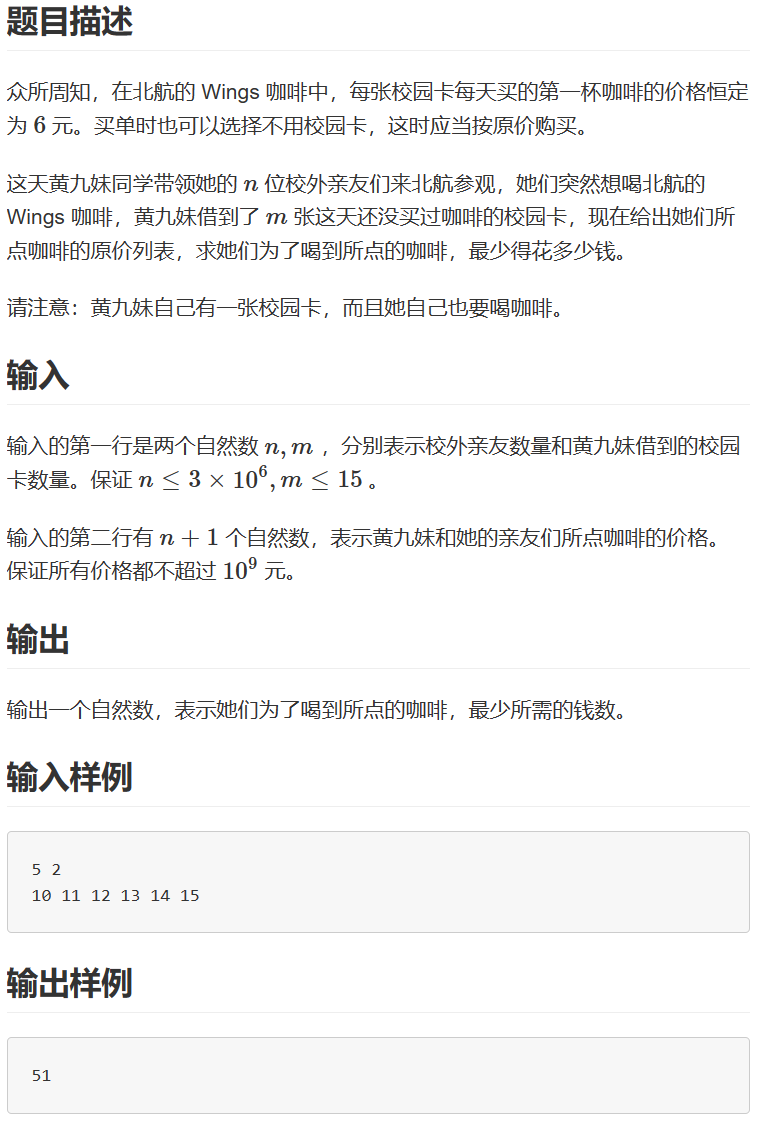 题目描述
众所周知，在北航的 Wings 咖啡中，每张校园卡每天买的第一杯咖啡的价格恒定
为 6 元。买单时也可以选择不用校园卡，这时应当按原价购买。
这天黄九妹同学带领她的 n 位校外亲友们来北航参观，她们突然想喝北航的
Wings 咖啡，黄九妹借到了 m 张这天还没买过咖啡的校园卡，现在给出她们所
点咖啡的原价列表，求她们为了喝到所点的咖啡，最少得花多少钱。
请注意：黄九妹自己有一张校园卡，而且她自己也要喝咖啡。
输入
输入的第一行是两个自然数 n, m ，分别表示校外亲友数量和黄九妹借到的校园
卡数量。保证 n ≤ 3 × 10⁶, m ≤ 15 。
输入的第二行有 n + 1 个自然数，表示黄九妹和她的亲友们所点咖啡的价格。
保证所有价格都不超过 10⁹ 元。
输出
输出一个自然数，表示她们为了喝到所点的咖啡，最少所需的钱数。
输入样例
5 2
10 11 12 13 14 15
输出样例
51